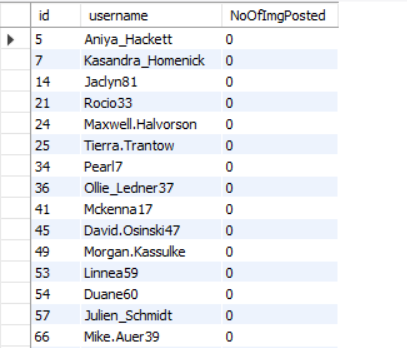 id username NoOfImgPosted
5 Aniya_Hackett 0
7 Kasandra_Homenick 0
14 Jaclyn81 0
21 Rocio33 0
24 Maxwell.Halvorson 0
25 Tierra.Trantow 0
34 Pearl7 0
36 Ollie_Ledner37 0
41 Mckenna17 0
45 David.Osinski47 0
49 Morgan.Kassulke 0
53 Linnea59 0
54 Duane60 0
57 Julien_Schmidt 0
66 Mike.Auer39 0